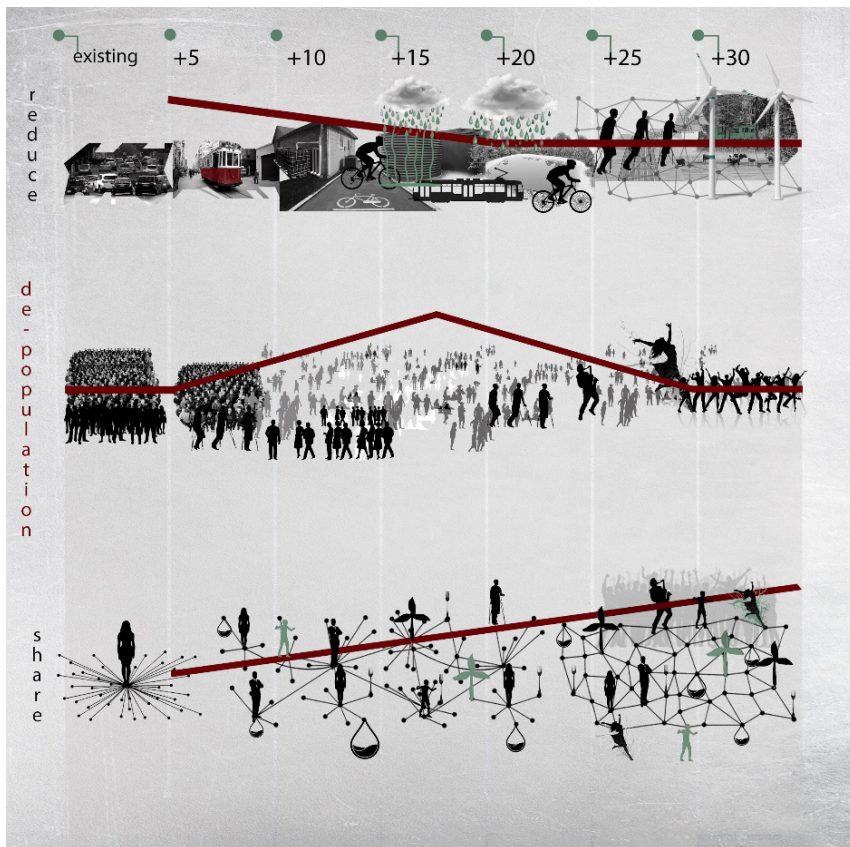 existing
+5
+10
+15
+20
+25
+30
reduce
de-population
share